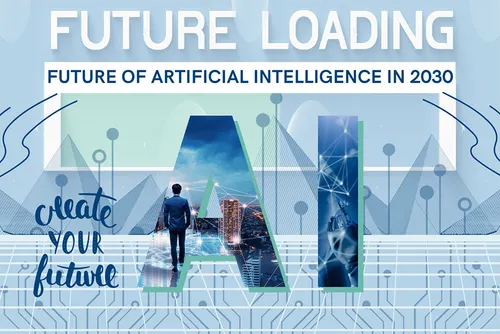 FUTURE LOADING
FUTURE OF ARTIFICIAL INTELLIGENCE IN 2030
AI
create
YOUR
future